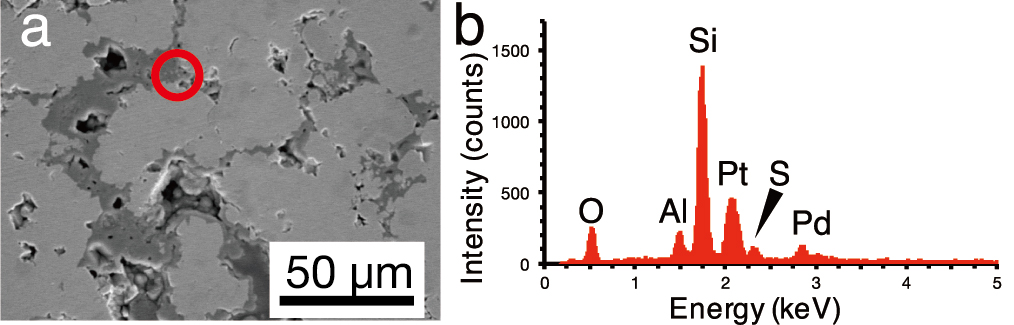 a
50 μm
b
Intensity (counts)
1500
1000
500
0
Si
Pt
S
O
Al
Pd
0 1 2 3 4 5
Energy (keV)